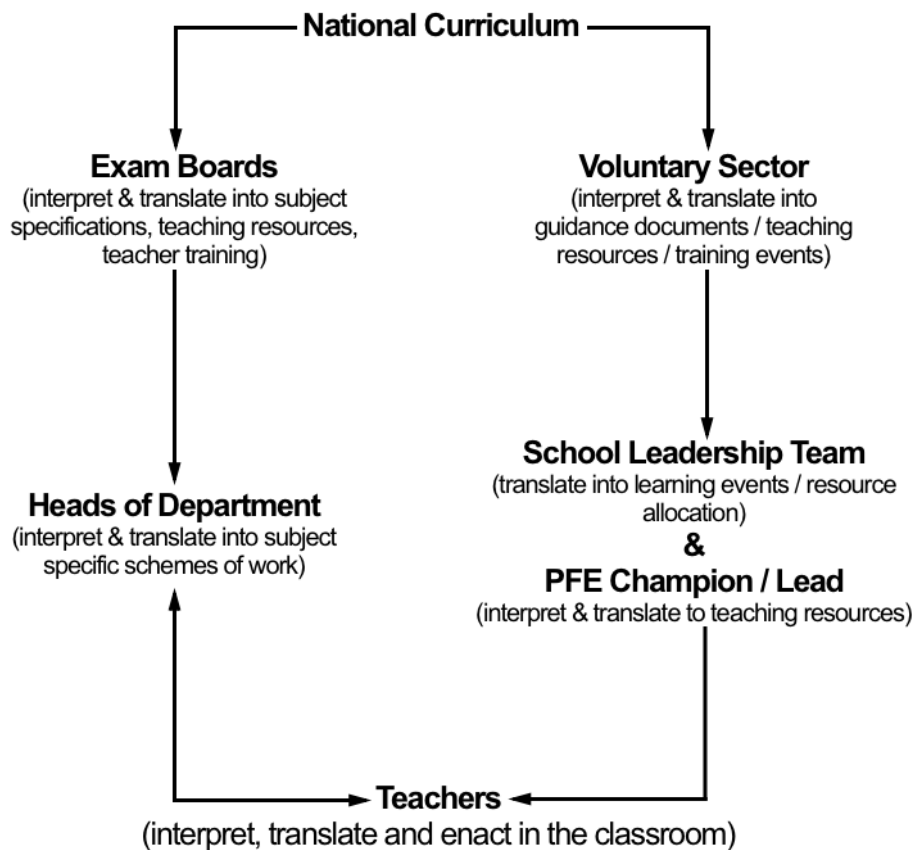 National Curriculum
Exam Boards
(interpret & translate into subject
specifications, teaching resources,
teacher training)
Voluntary Sector
(interpret & translate into
guidance documents / teaching
resources / training events)
Heads of Department
(interpret & translate into subject
specific schemes of work)
School Leadership Team
(translate into learning events / resource
allocation)
&
PFE Champion / Lead
(interpret & translate to teaching resources)
Teachers
(interpret, translate and enact in the classroom)